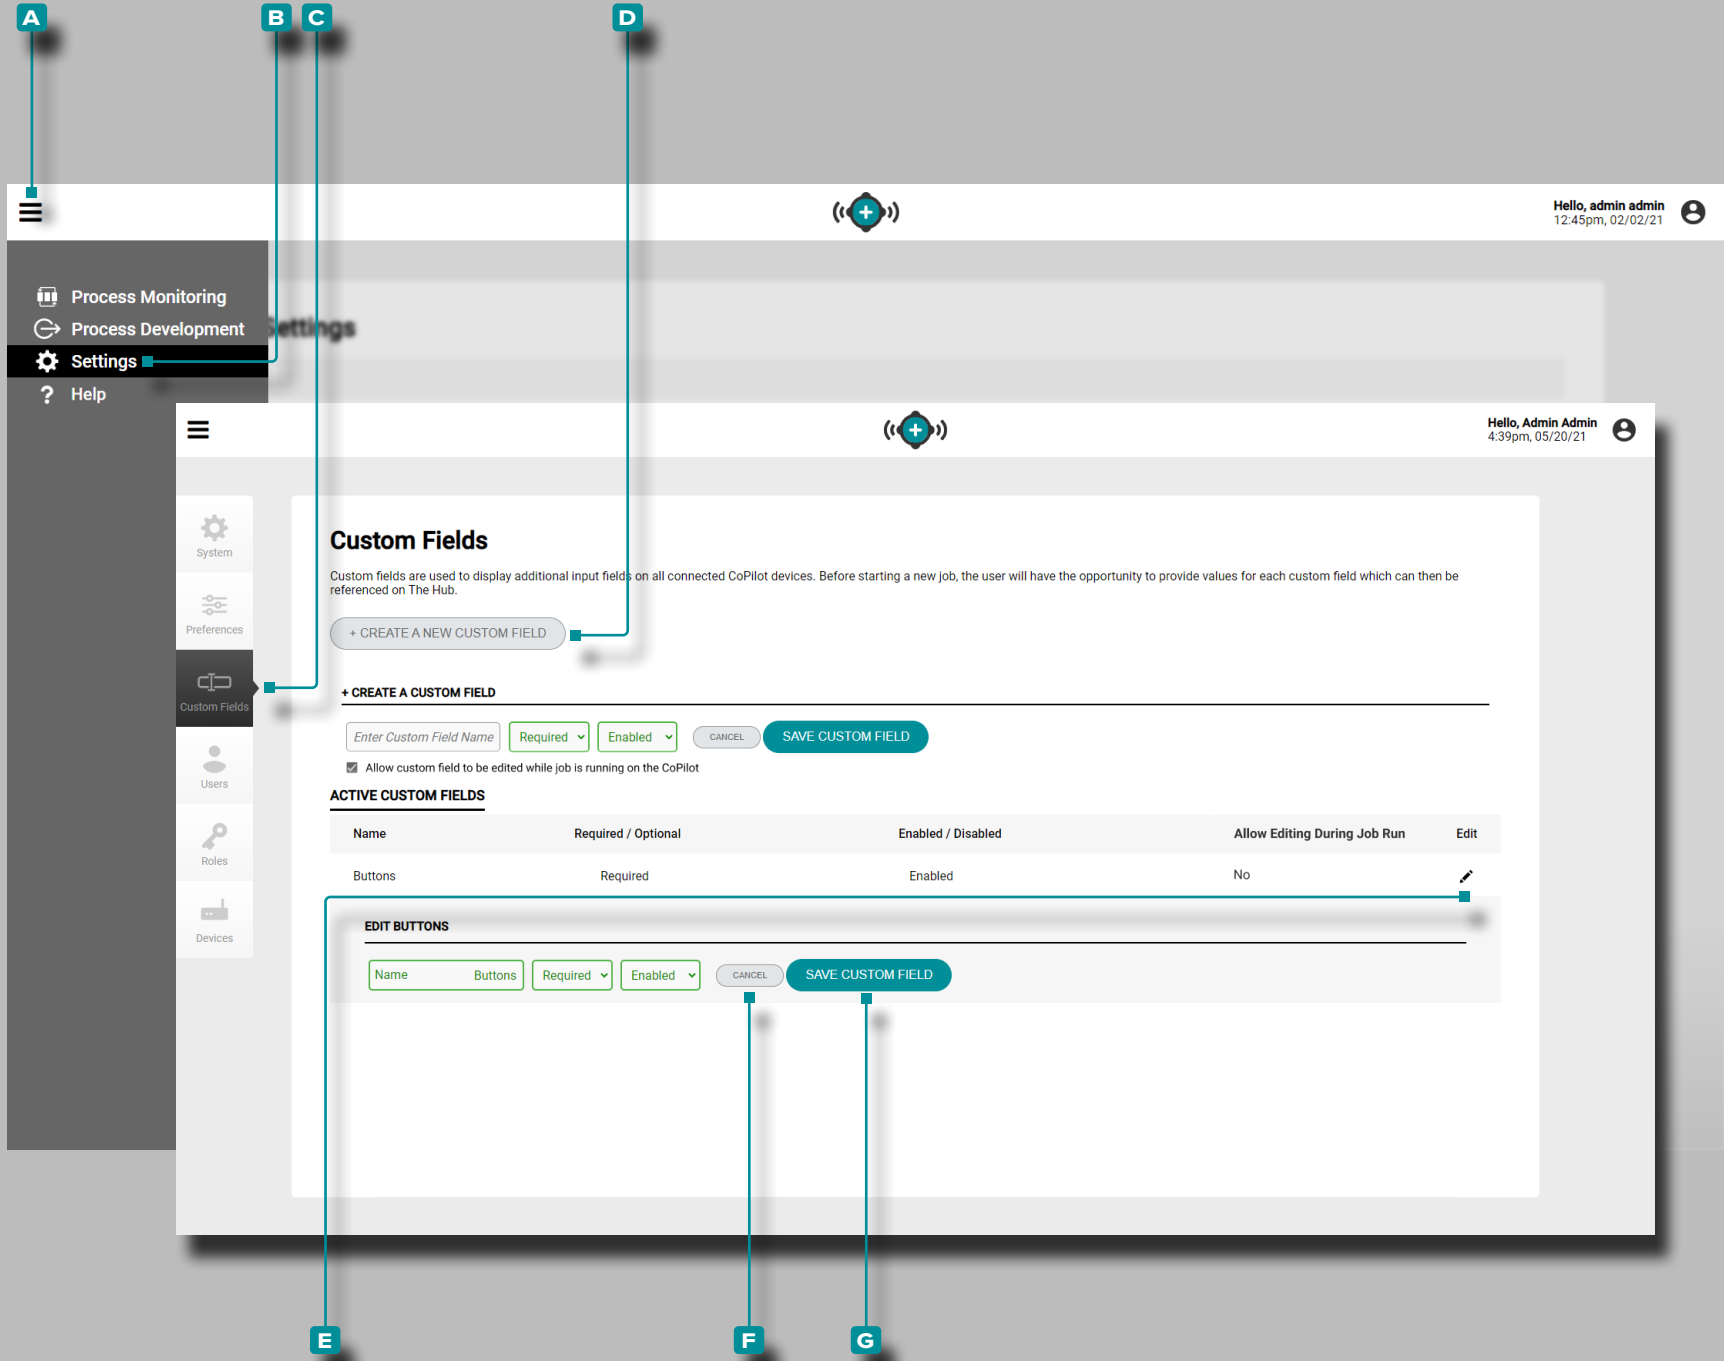 A
B
C
D
Hello, admin admin
12:45pm, 02/02/21
Process Monitoring
Process Development
Settings
Settings
? Help
Hello, Admin Admin
4:39pm, 05/20/21
System
Preferences
Custom Fields
Users
Roles
Devices
Custom Fields
Custom fields are used to display additional input fields on all connected CoPilot devices. Before starting a new job, the user will have the opportunity to provide values for each custom field which can then be
referenced on The Hub.
+ CREATE A NEW CUSTOM FIELD
+ CREATE A CUSTOM FIELD
Enter Custom Field Name Required Enabled CANCEL SAVE CUSTOM FIELD
Allow custom field to be edited while job is running on the CoPilot
ACTIVE CUSTOM FIELDS
Name Required / Optional Enabled / Disabled Allow Editing During Job Run Edit
Buttons Required Enabled No
EDIT BUTTONS
Name Buttons Required Enabled CANCEL SAVE CUSTOM FIELD
E
F
G